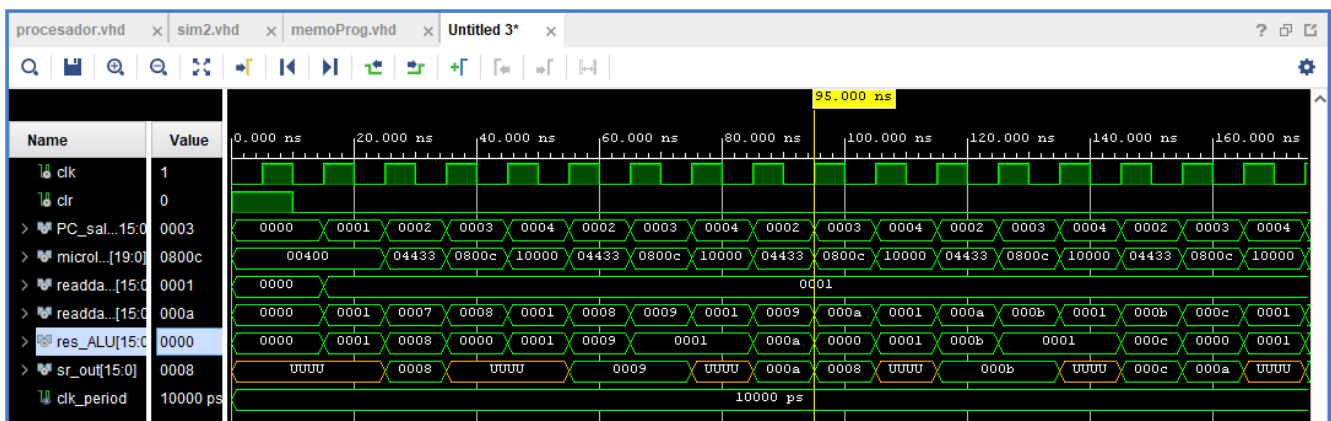 procesador.vhd × sim2.vhd × memoProg.vhd × Untitled 3* × ?
95.000 ns
Name Value 0.000 ns 20.000 ns 40.000 ns 60.000 ns 80.000 ns 100.000 ns 120.000 ns 140.000 ns 160.000 ns
clk 1
clr 0
PC_sal...15:0 0003 0000 0001 0002 0003 0004 0002 0003 0004 0002 0003 0004 0002 0003 0004 0002 0003 0004
microI...[19:0] 0800c 00400 04433 0800c 10000 04433 0800c 10000 04433 0800c 10000 04433 0800c 10000 04433 0800c 10000
readda...[15:0 0001 0000 0001
readda...[15:0 000a 0000 0001 0007 0008 0001 0008 0009 0001 0009 000a 0001 000a 000b 0001 000b 000c 0001
res_ALU[15:0 0000 0000 0001 0008 0000 0001 0009 0001 000a 0000 0001 000b 0001 000c 0000 0001
sr_out[15:0] 0008 UUUU 0008 UUUU 0009 UUUU 000a 0008 UUUU 000b UUUU 000c 000a UUUU
clk_period 10000 ps 10000 ps